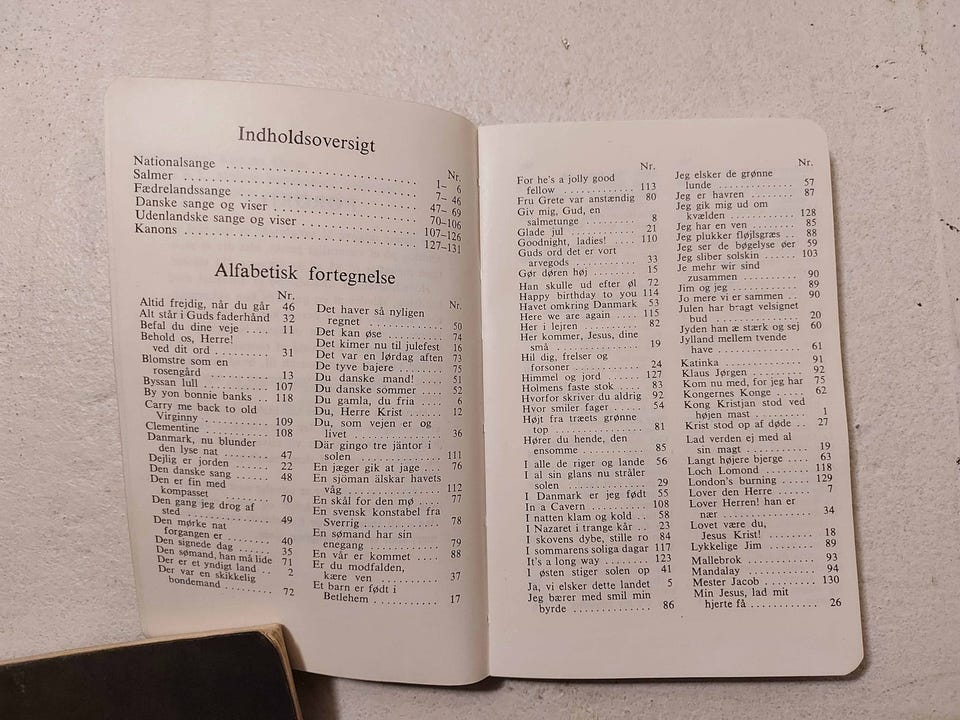 Indholdsoversigt
Nr.
Nationalsange . . . . . . . . . . 1– 6
Salmer . . . . . . . . . . 7– 46
Fædrelandssange . . . . . . . . . . 47– 69
Danske sange og viser . . . . . . . . . . 70–106
Udenlandske sange og viser . . . . . . . . . . 107–126
Kanons . . . . . . . . . . 127–131
Alfabetisk fortegnelse
Nr.
Altid frejdig, når du går 46
Alt står i Guds faderhånd 32
Befal du dine veje . . . . 11
Behold os, Herre!
ved dit ord . . . . . . . . 31
Blomstre som en
rosengård . . . . . . . . 13
Byssan lull . . . . . . . . 107
By yon bonnie banks . . 118
Carry me back to old
Virginny . . . . . . . . 109
Clementine . . . . . . . . 108
Danmark, nu blunder
den lyse nat . . . . . . . . 47
Dejlig er jorden . . . . . . 22
Den danske sang . . . . . . 48
Den er fin med
kompasset . . . . . . . . 70
Den gang jeg drog af
sted . . . . . . . . 49
Den mørke nat
forgangen er . . . . . . . . 40
Den signede dag . . . . . . 35
Den sømand, han må lide 71
Der er et yndigt land . . 2
Der var en skikkelig
bondemand . . . . . . . . 72
Nr.
Det haver så nyligen
regnet . . . . . . . . 50
Det kan øse . . . . . . . . 74
Det kimer nu til julefest 16
Det var en lørdag aften 73
De tyve bajere . . . . . . 75
Du danske mand! . . . . 51
Du danske sommer . . . . 52
Du gamla, du fria . . . . 6
Du, Herre Krist . . . . . . 12
Du, som vejen er og
livet . . . . . . . . 36
Där gingo tre jäntor i
solen . . . . . . . . 111
En jæger gik at jage . . . . 76
En sjöman älskar havets
våg . . . . . . . . 112
En skål for den mø . . . . 77
En svensk konstabel fra
Sverrig . . . . . . . . 78
En sømand har sin
enegang . . . . . . . . 79
En vår er kommet . . . . 88
Er du modfalden,
kære ven . . . . . . . . 37
Et barn er født i
Betlehem . . . . . . . . 17
Nr.
For he's a jolly good
fellow . . . . . . . . 113
Fru Grete var anstændig 80
Giv mig, Gud, en
salmetunge . . . . . . . . 8
Glade jul . . . . . . . . 21
Goodnight, ladies! . . . . 110
Guds ord det er vort
arvegods . . . . . . . . 33
Gør døren høj . . . . . . 15
Han skulle ud efter øl 72
Happy birthday to you 114
Havet omkring Danmark 53
Here we are again . . . . 115
Her i lejren . . . . . . . . 82
Her kommer, Jesus, dine
små . . . . . . . . 19
Hil dig, frelser og
forsoner . . . . . . . . 24
Himmel og jord . . . . . . 127
Holmens faste stok . . . . 83
Hvorfor skriver du aldrig 92
Hvor smiler fager . . . . 54
Højt fra træets grønne
top . . . . . . . . 81
Hører du hende, den
ensomme . . . . . . . . 85
I alle de riger og lande 56
I al sin glans nu stråler
solen . . . . . . . . 29
I Danmark er jeg født 55
In a Cavern . . . . . . . . 108
I natten klam og kold . . 58
I Nazaret i trange kår . . 23
I skovens dybe, stille ro 84
I sommarens soliga dagar 117
It's a long way . . . . . . 123
I østen stiger solen op 41
Ja, vi elsker dette landet 5
Jeg bærer med smil min
byrde . . . . . . . . 86
Nr.
Jeg elsker de grønne
lunde . . . . . . . . 57
Jeg er havren . . . . . . 87
Jeg gik mig ud om
kvælden . . . . . . . . 128
Jeg har en ven . . . . . . 85
Jeg plukker fløjlsgræs . . 88
Jeg ser de bøgelyse øer 59
Jeg sliber solskin . . . . 103
Je mehr wir sind
zusammen . . . . . . . . 90
Jim og jeg . . . . . . . . 89
Jo mere vi er sammen . . 90
Julen har bragt velsignet
bud . . . . . . . . 20
Jyden han æ stærk og sej 60
Jylland mellem tvende
have . . . . . . . . 61
Katinka . . . . . . . . 91
Klaus Jørgen . . . . . . 92
Kom nu med, for jeg har 75
Kongernes Konge . . . . 62
Kong Kristjan stod ved
højen mast . . . . . . . . 1
Krist stod op af døde . . 27
Lad verden ej med al
sin magt . . . . . . . . 19
Langt højere bjerge . . . . 63
Loch Lomond . . . . . . 118
London's burning . . . . 129
Lover den Herre . . . . 7
Lover Herren! han er
nær . . . . . . . . 34
Lovet være du,
Jesus Krist! . . . . . . 18
Lykkelige Jim . . . . . . 89
Mallebrok . . . . . . . . 93
Mandalay . . . . . . . . 94
Mester Jacob . . . . . . 130
Min Jesus, lad mit
hjerte få . . . . . . . . 26